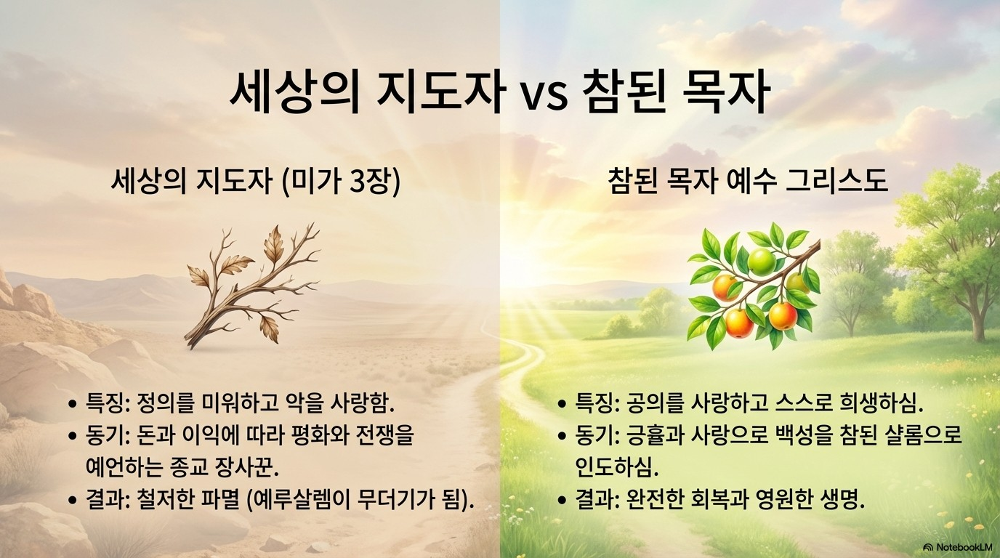 세상의 지도자 vs 참된 목자
세상의 지도자 (미가 3장)
• 특징: 정의를 미워하고 악을 사랑함.
• 동기: 돈과 이익에 따라 평화와 전쟁을
예언하는 종교 장사꾼.
• 결과: 철저한 파멸 (예루살렘이 무더기가 됨).
참된 목자 예수 그리스도
• 특징: 공의를 사랑하고 스스로 희생하심.
• 동기: 긍휼과 사랑으로 백성을 참된 샬롬으로
인도하심.
• 결과: 완전한 회복과 영원한 생명.
NotebookLM